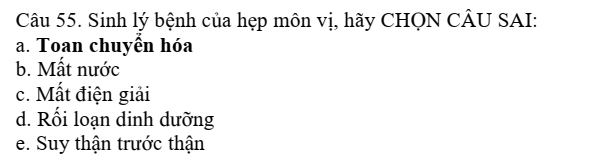 Câu 55. Sinh lý bệnh của hẹp môn vị, hãy CHỌN CÂU SAI:
a. Toan chuyển hóa
b. Mất nước
c. Mất điện giải
d. Rối loạn dinh dưỡng
e. Suy thận trước thận